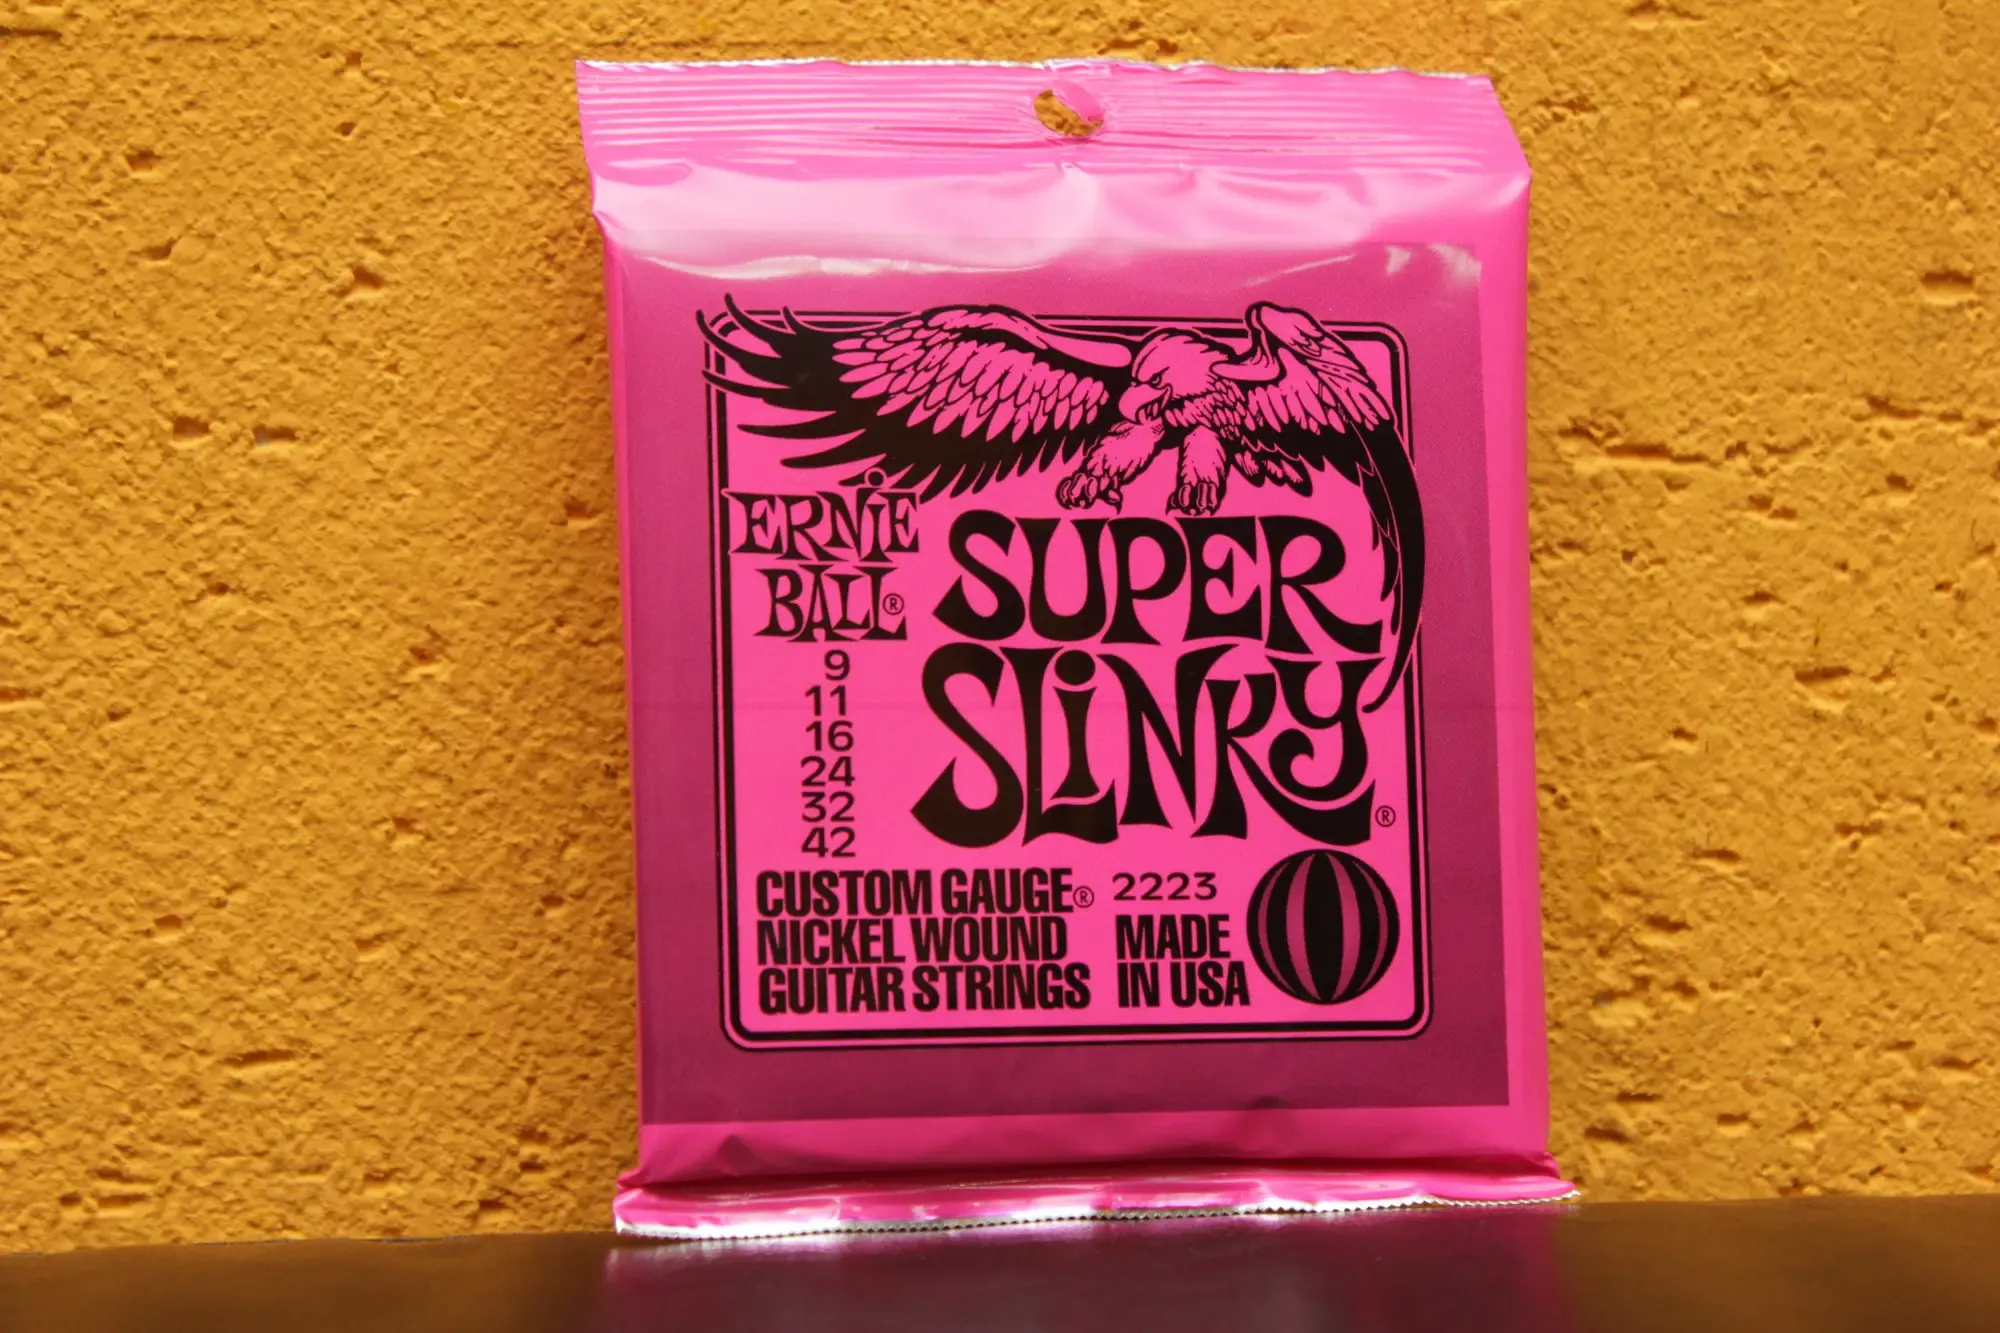 ERNIE
BALL®
SUPER
SLINKY®
9
11
16
24
32
42
CUSTOM GAUGE® 2223
NICKEL WOUND MADE
GUITAR STRINGS IN USA